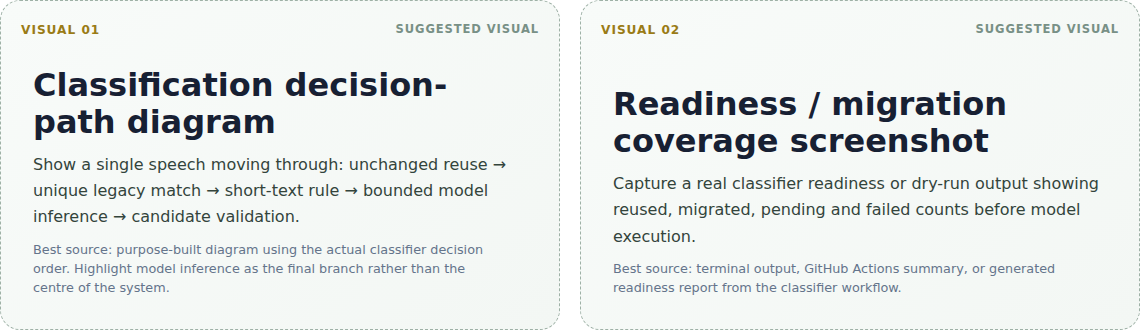 VISUAL 01
SUGGESTED VISUAL
Classification decision-
path diagram
Show a single speech moving through: unchanged reuse →
unique legacy match → short-text rule → bounded model
inference → candidate validation.
Best source: purpose-built diagram using the actual classifier decision
order. Highlight model inference as the final branch rather than the
centre of the system.
VISUAL 02
SUGGESTED VISUAL
Readiness / migration
coverage screenshot
Capture a real classifier readiness or dry-run output showing
reused, migrated, pending and failed counts before model
execution.
Best source: terminal output, GitHub Actions summary, or generated
readiness report from the classifier workflow.